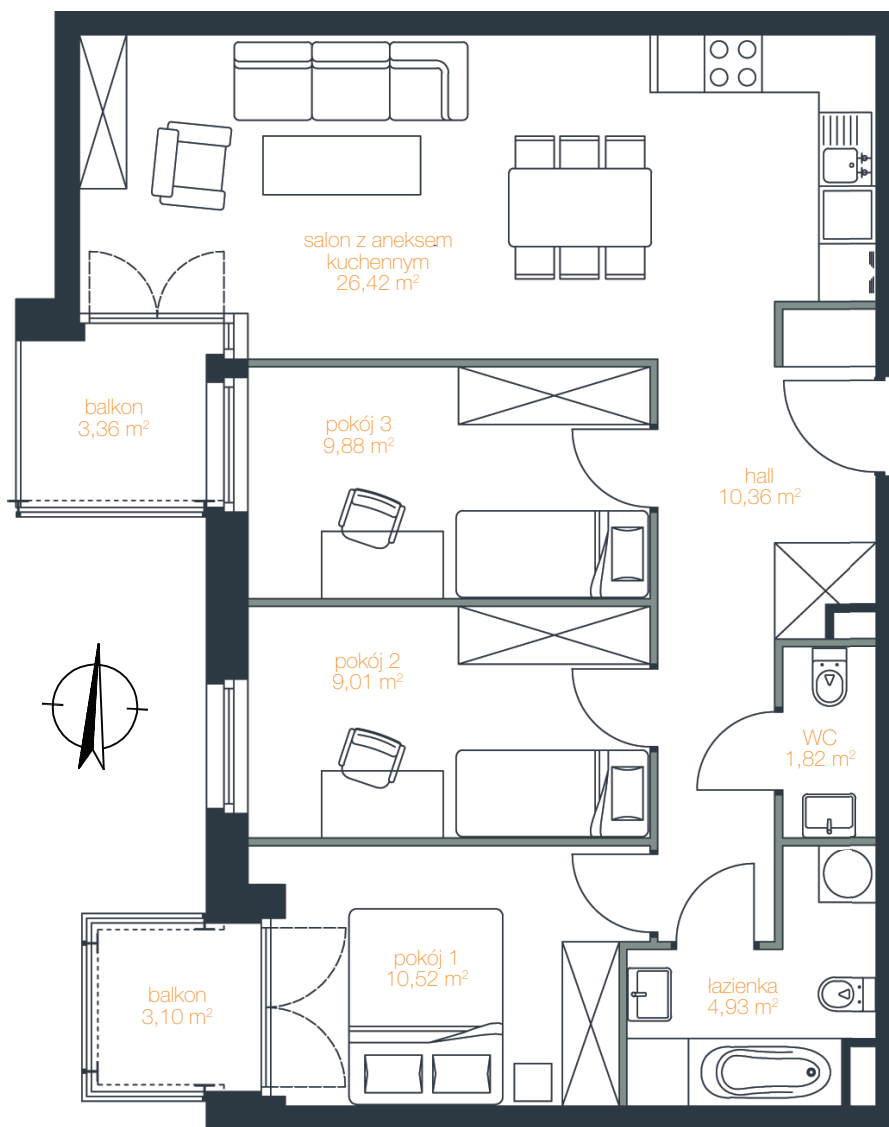 salon z aneksem
kuchennym
26,42 m²
balkon
3,36 m²
pokój 3
9,88 m²
hall
10,36 m²
pokój 2
9,01 m²
WC
1,82 m²
pokój 1
10,52 m²
łazienka
4,93 m²
balkon
3,10 m²